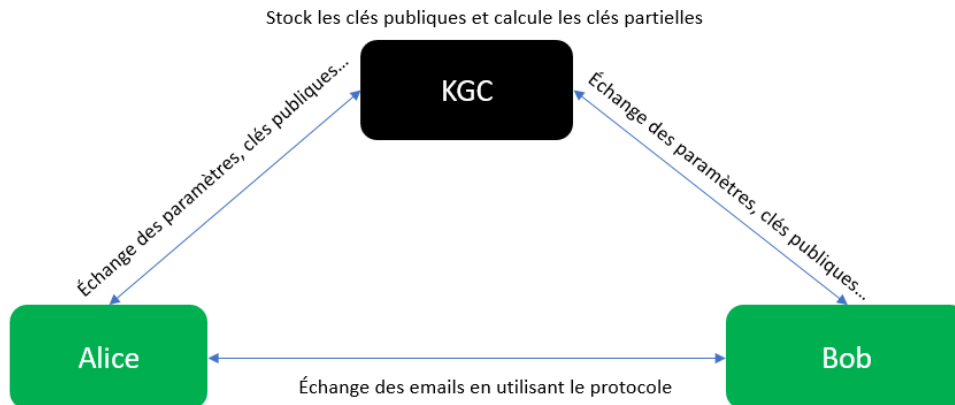 Stock les clés publiques et calcule les clés partielles
KGC
Échange des paramètres, clés publiques...
Échange des paramètres, clés publiques...
Alice
Bob
Échange des emails en utilisant le protocole